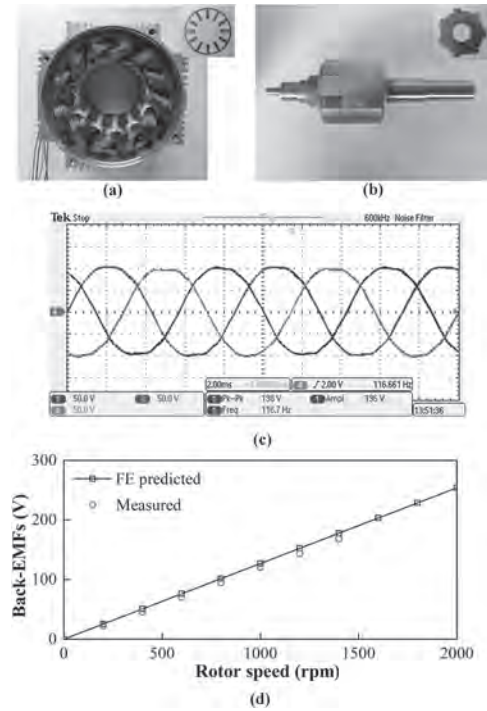 (a)
(b)
Tek Stop
600kHz Noise Filter
50.0 V
50.0 V
50.0 V
2.00ms
2.00 V
116.661 Hz
Pk-Pk
198 V
Ampl
196 V
Freq
116.7 Hz
13:51:36
(c)
Back-EMFs (V)
300
200
100
0
FE predicted
Measured
0
500
1000
1500
2000
Rotor speed (rpm)
(d)